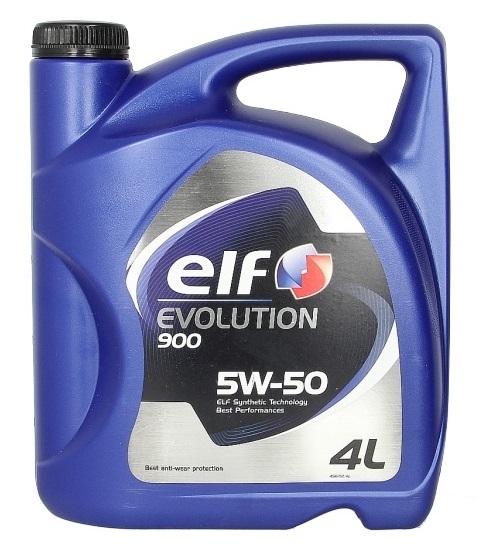 elf
EVOLUTION
900
5W-50
ELF Synthetic Technology
Best Performances
4L
Best anti-wear protection